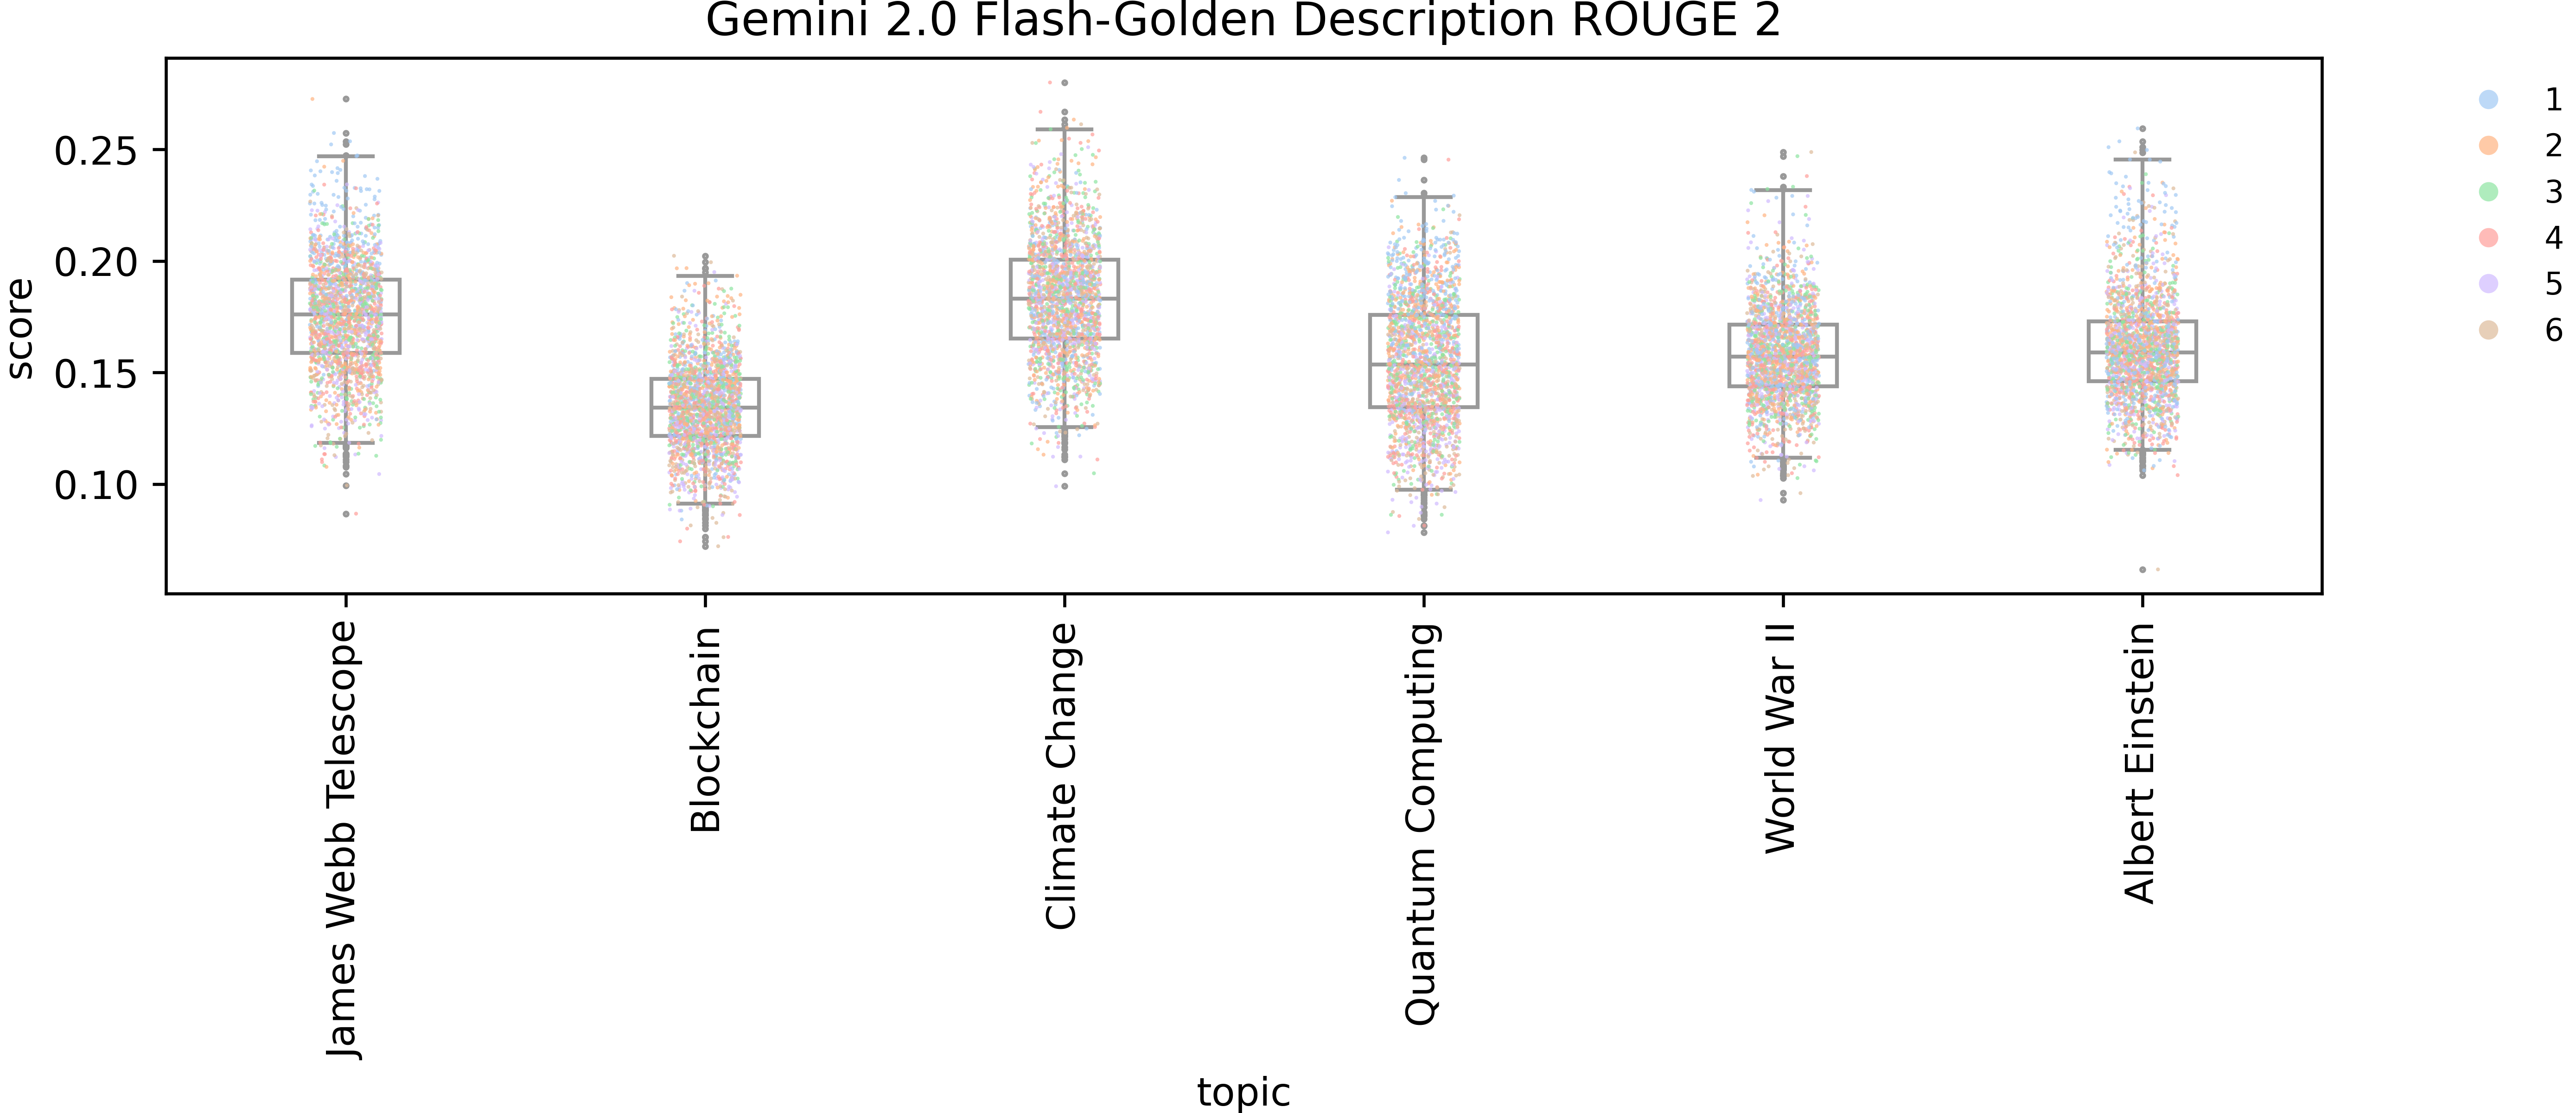 Gemini 2.0 Flash-Golden Description ROUGE 2
score
0.25
0.20
0.15
0.10
James Webb Telescope
Blockchain
Climate Change
Quantum Computing
World War II
Albert Einstein
topic
1
2
3
4
5
6